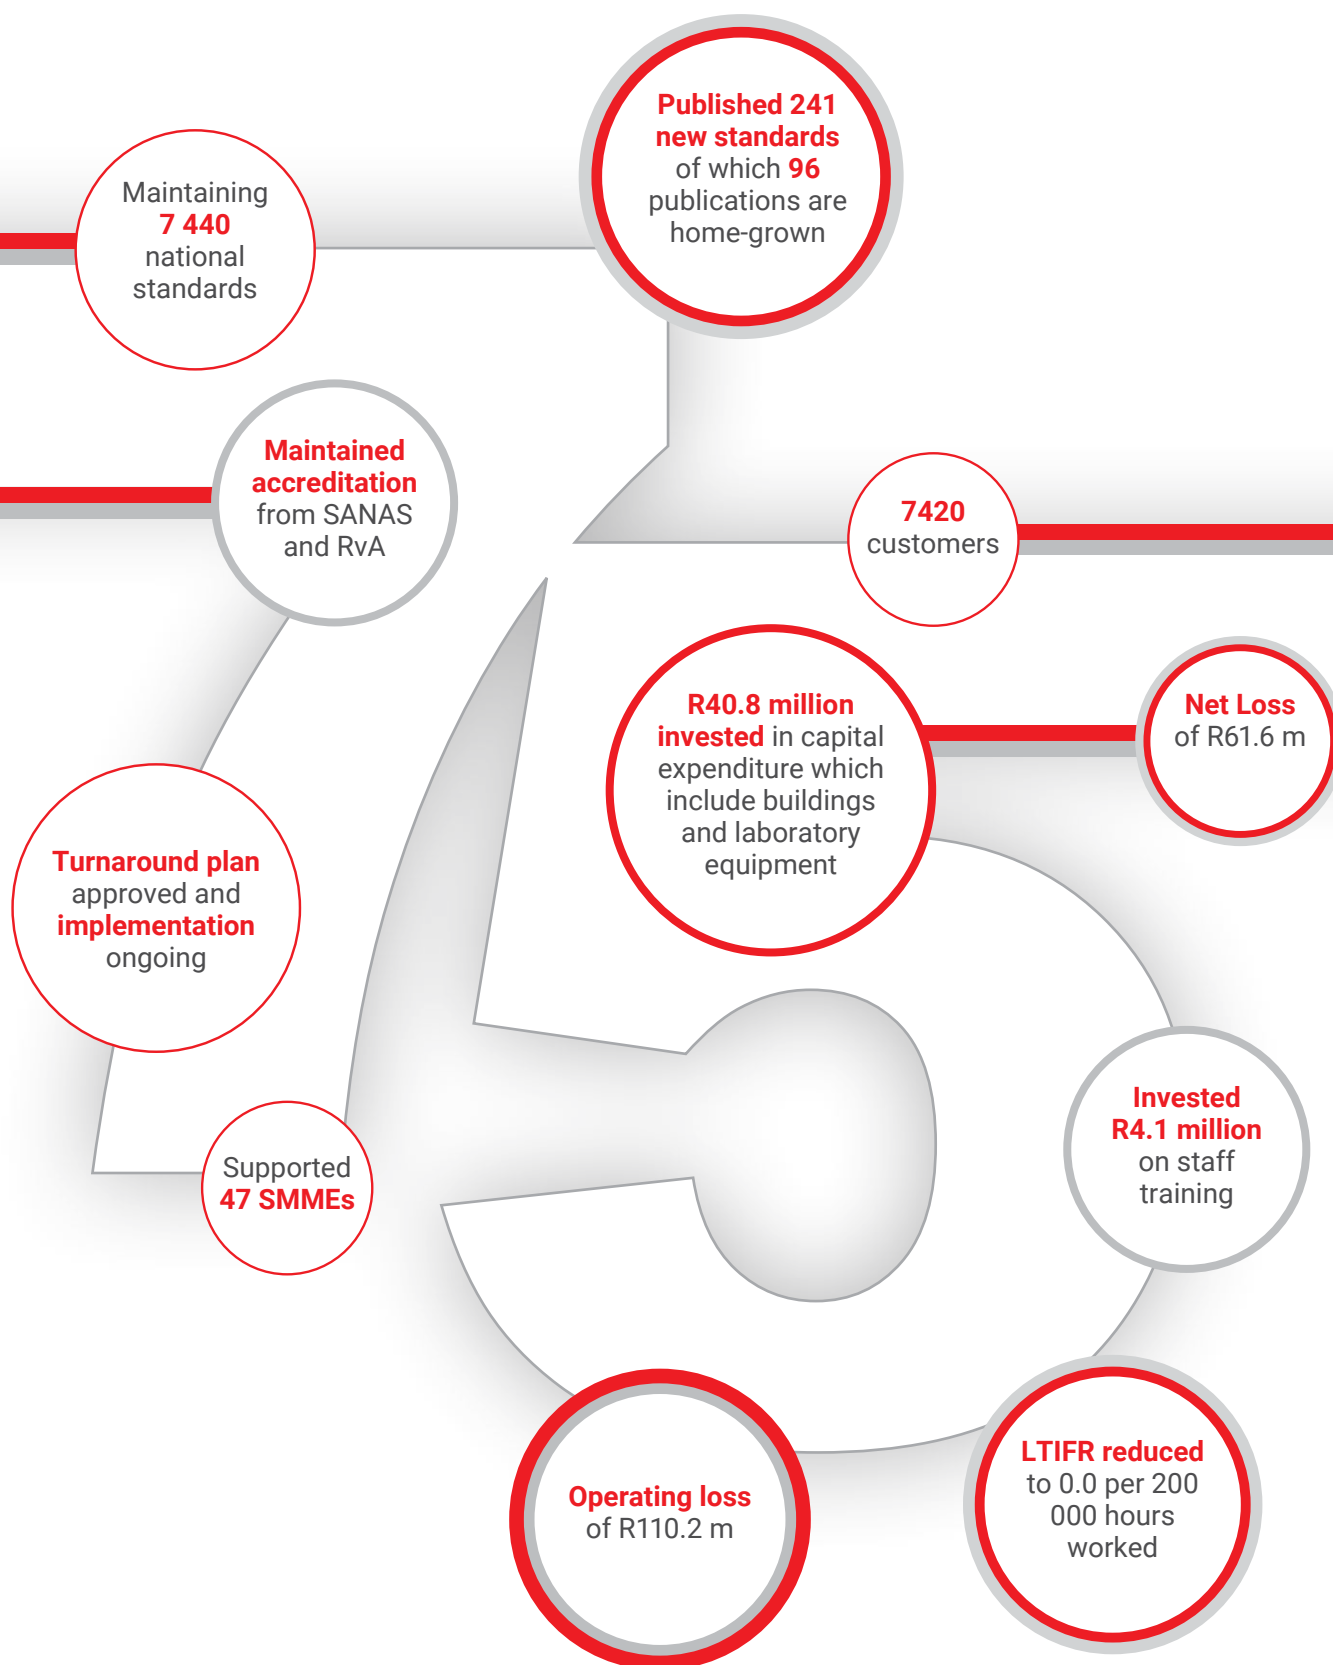 Published 241
new standards
of which 96
publications are
home-grown
Maintaining
7 440
national
standards
Maintained
accreditation
from SANAS
and RvA
7420
customers
R40.8 million
invested in capital
expenditure which
include buildings
and laboratory
equipment
Net Loss
of R61.6 m
Turnaround plan
approved and
implementation
ongoing
Invested
R4.1 million
on staff
training
Supported
47 SMMEs
Operating loss
of R110.2 m
LTIFR reduced
to 0.0 per 200
000 hours
worked